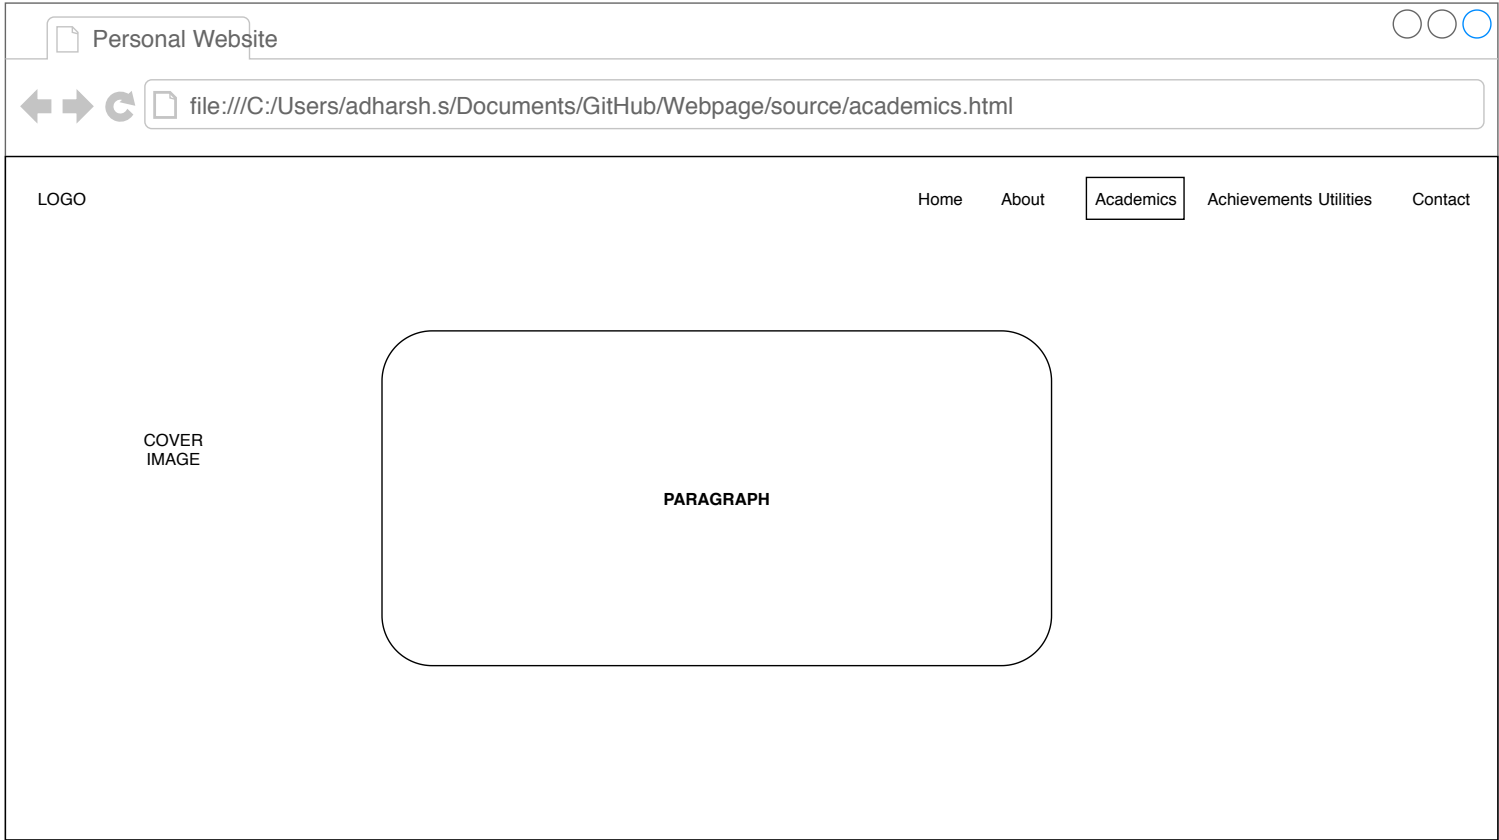 Personal Website
file:///C:/Users/adharsh.s/Documents/GitHub/Webpage/source/academics.html
LOGO Home About Academics Achievements Utilities Contact
COVER
IMAGE
PARAGRAPH